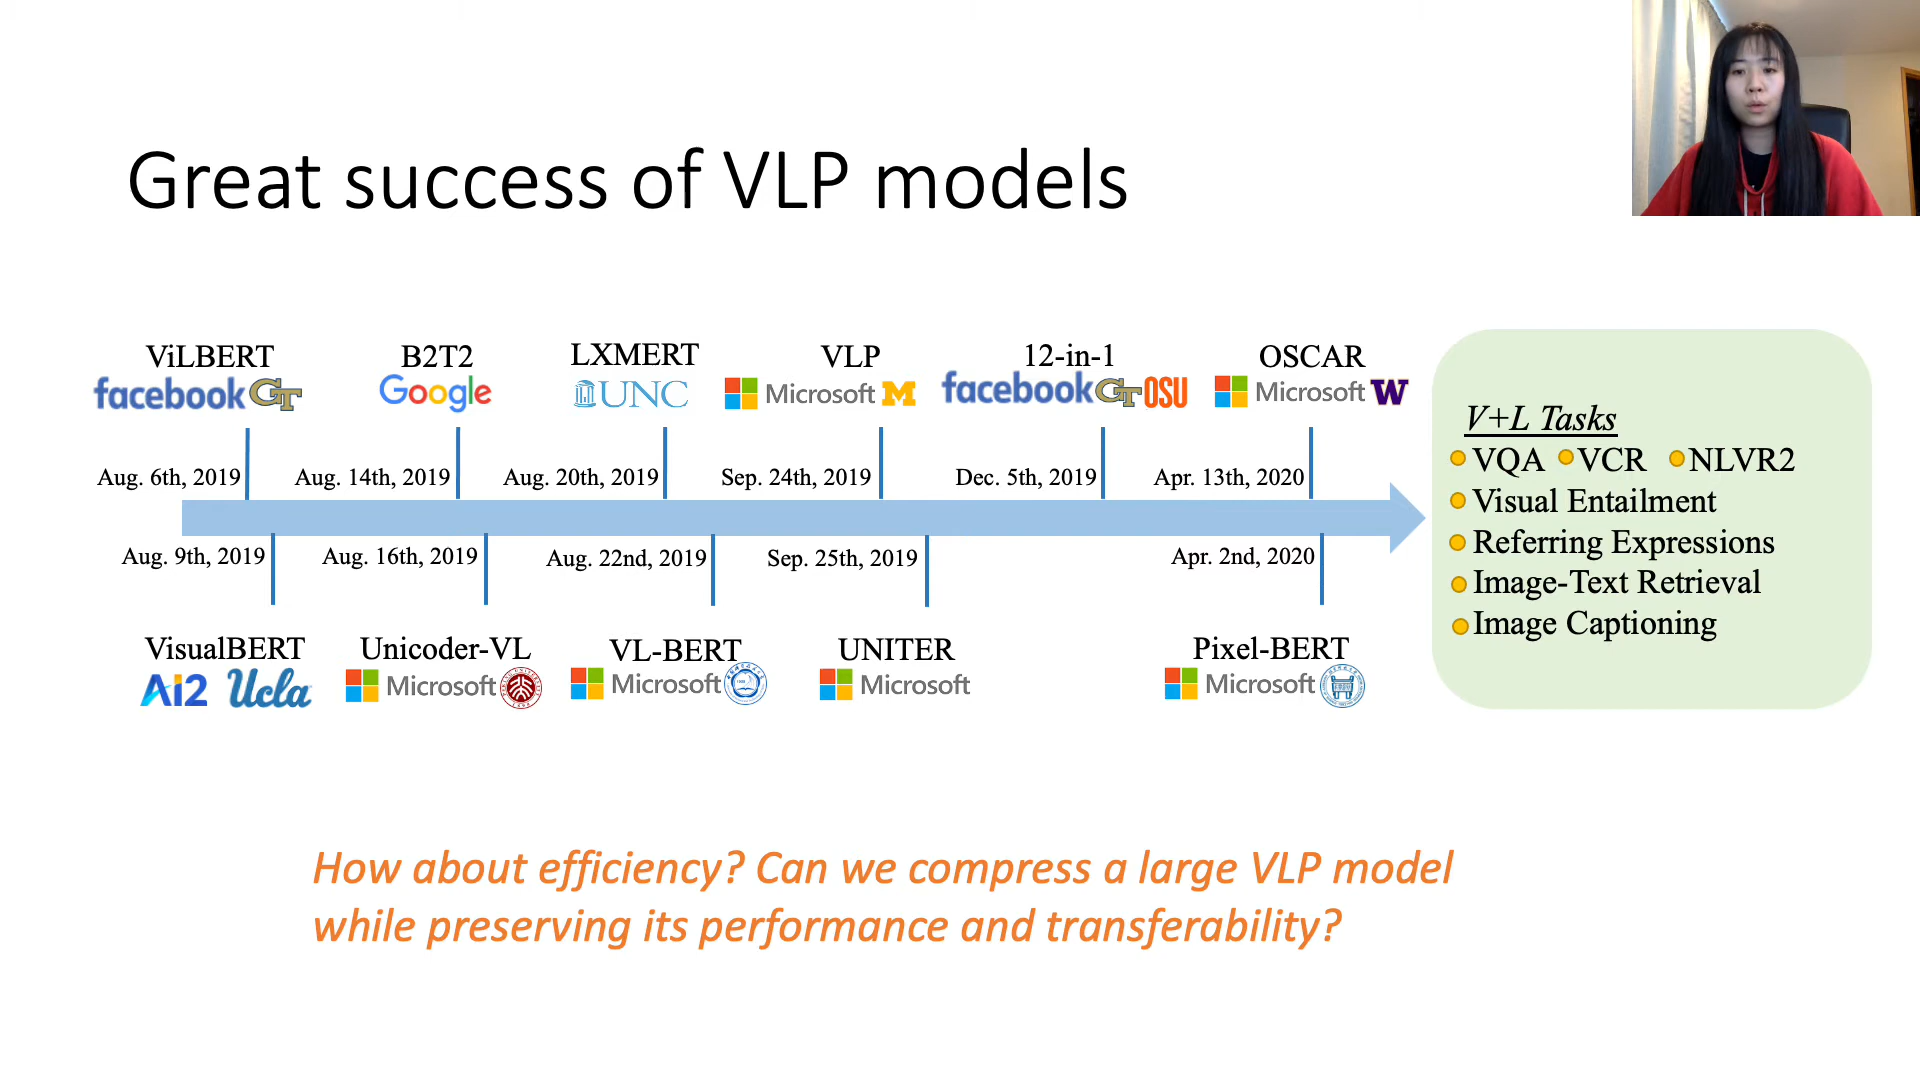 Great success of VLP models
ViLBERT
B2T2
LXMERT
VLP
12-in-1
OSCAR
facebook GT
Google
UNC
Microsoft M
facebook GT OSU
Microsoft W
Aug. 6th, 2019
Aug. 14th, 2019
Aug. 20th, 2019
Sep. 24th, 2019
Dec. 5th, 2019
Apr. 13th, 2020
Aug. 9th, 2019
Aug. 16th, 2019
Aug. 22nd, 2019
Sep. 25th, 2019
Apr. 2nd, 2020
VisualBERT
Unicoder-VL
VL-BERT
UNITER
Pixel-BERT
Ai2 Ucla
Microsoft
Microsoft
Microsoft
Microsoft
V+L Tasks
VQA VCR NLVR2
Visual Entailment
Referring Expressions
Image-Text Retrieval
Image Captioning
How about efficiency? Can we compress a large VLP model
while preserving its performance and transferability?